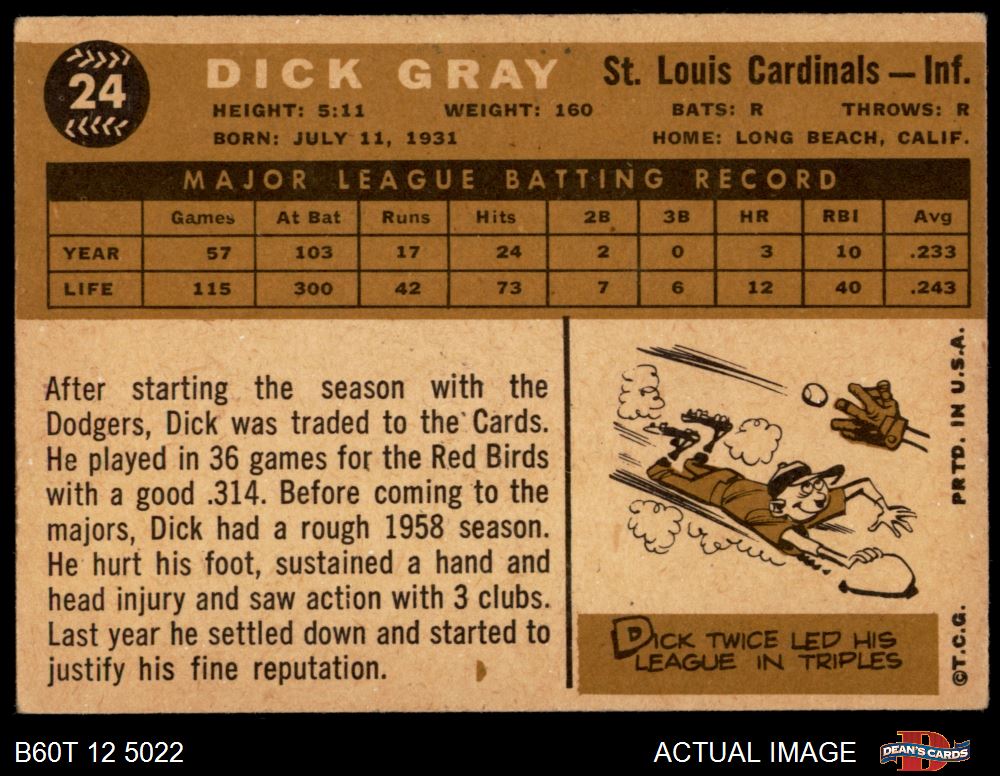 24
DICK GRAY St. Louis Cardinals — Inf.
HEIGHT: 5:11 WEIGHT: 160 BATS: R THROWS: R
BORN: JULY 11, 1931 HOME: LONG BEACH, CALIF.
MAJOR LEAGUE BATTING RECORD
Games At Bat Runs Hits 2B 3B HR RBI Avg
YEAR 57 103 17 24 2 0 3 10 .233
LIFE 115 300 42 73 7 6 12 40 .243
After starting the season with the
Dodgers, Dick was traded to the Cards.
He played in 36 games for the Red Birds
with a good .314. Before coming to the
majors, Dick had a rough 1958 season.
He hurt his foot, sustained a hand and
head injury and saw action with 3 clubs.
Last year he settled down and started to
justify his fine reputation.
DICK TWICE LED HIS
LEAGUE IN TRIPLES
©T.C.G. PRTD. IN U.S.A.
B60T 12 5022 ACTUAL IMAGE DEAN'S CARDS